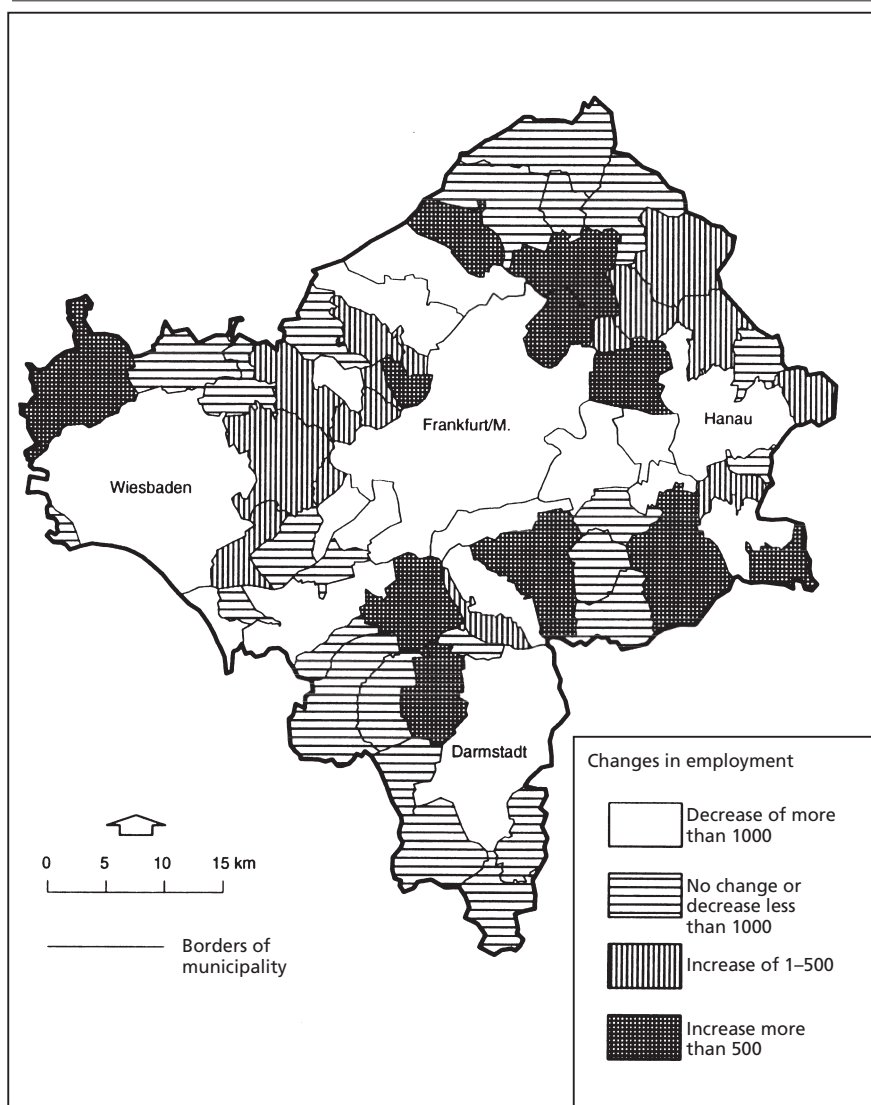 Frankfurt/M.
Hanau
Wiesbaden
Darmstadt
Changes in employment
Decrease of more
than 1000
No change or
decrease less
than 1000
Increase of 1–500
Increase more
than 500
0 5 10 15 km
Borders of
municipality